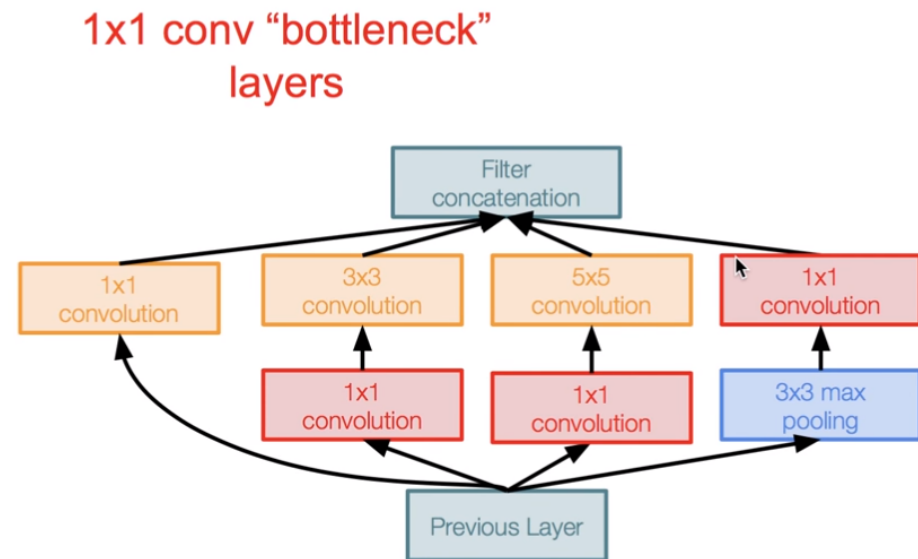 1x1 conv “bottleneck”
layers
Filter
concatenation
1x1
convolution
3x3
convolution
5x5
convolution
1x1
convolution
1x1
convolution
1x1
convolution
3x3 max
pooling
Previous Layer